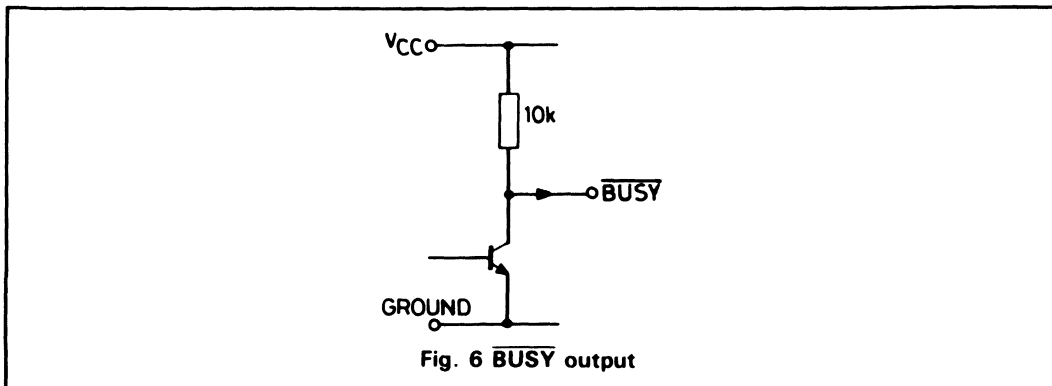 VCC
10k
BUSY
GROUND
Fig. 6 BUSY output